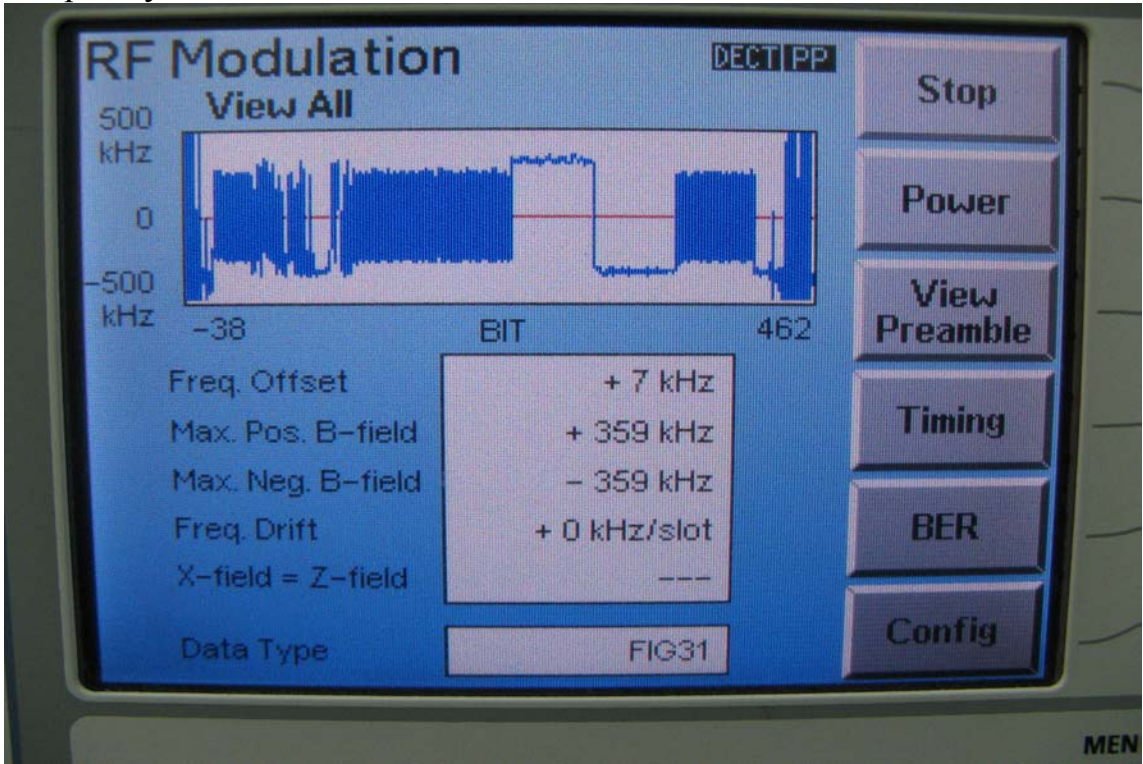 RF Modulation DECT PP
View All
500
kHz
0
-500
kHz
-38 BIT 462
Freq. Offset + 7 kHz
Max. Pos. B-field + 359 kHz
Max. Neg. B-field - 359 kHz
Freq. Drift + 0 kHz/slot
X-field = Z-field ---
Data Type FIG31
Stop
Power
View
Preamble
Timing
BER
Config
MEN